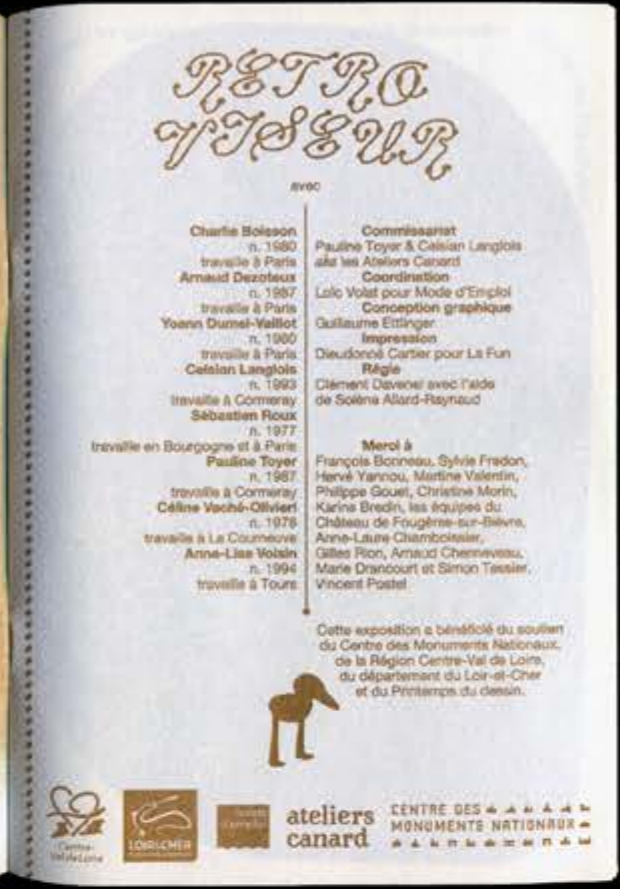 RETRO
VISEUR
avec
Charlie Boisson
n. 1980
travaille à Paris
Arnaud Dezoteux
n. 1987
travaille à Paris
Yoann Dumel-Vaillot
n. 1980
travaille à Paris
Celsian Langlois
n. 1993
travaille à Cormeray
Sébastien Roux
n. 1977
travaille en Bourgogne et à Paris
Pauline Toyer
n. 1987
travaille à Cormeray
Céline Vaché-Olivieri
n. 1978
travaille à La Courneuve
Anne-Lise Voisin
n. 1994
travaille à Tours
Commissariat
Pauline Toyer & Celsian Langlois
aka les Ateliers Canard
Coordination
Loïc Volat pour Mode d'Emploi
Conception graphique
Guillaume Ettlinger
Impression
Dieudonné Cartier pour La Fun
Régie
Clément Davenel avec l'aide
de Solène Allard-Raynaud
Merci à
François Bonneau, Sylvie Fradon,
Hervé Yannou, Martine Valentin,
Philippe Gouet, Christine Morin,
Karine Bredin, les équipes du
Château de Fougères-sur-Bièvre,
Anne-Laure Chamboissier,
Gilles Rion, Arnaud Chenneveau,
Marie Drancourt et Simon Tessier,
Vincent Postel
Cette exposition a bénéficié du soutien
du Centre des Monuments Nationaux,
de la Région Centre-Val de Loire,
du département du Loir-et-Cher
et du Printemps du dessin.
Centre-
Val de Loire
LOIR&CHER
ateliers
canard
CENTRE DES
MONUMENTS NATIONAUX